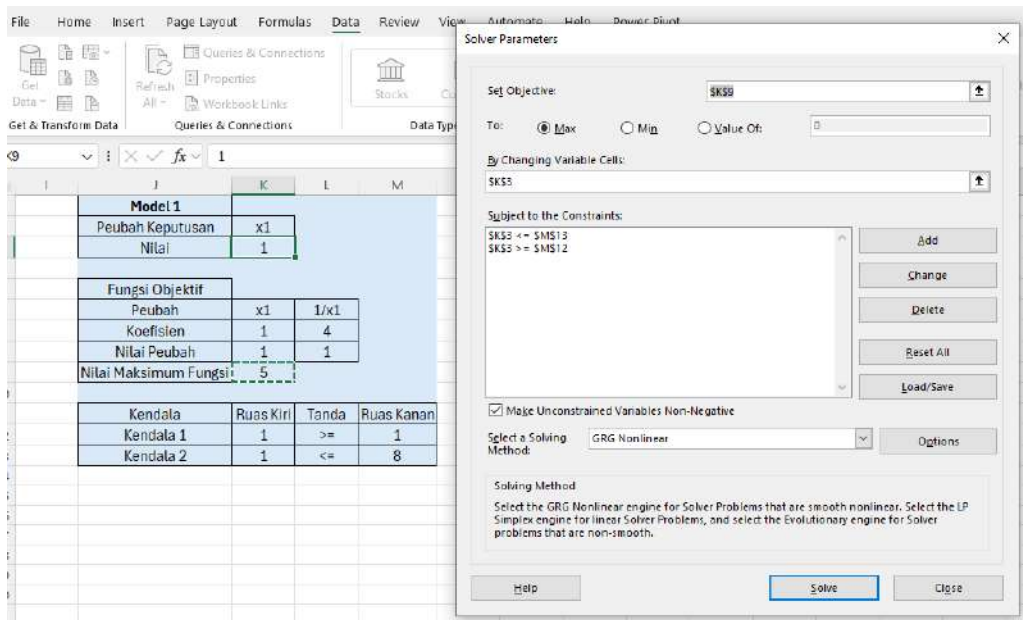 File Home Insert Page Layout Formulas Data Review View Automate Help Power Pivot
Get Data
Refresh All
Queries & Connections
Properties
Workbook Links
Stocks
Get & Transform Data Queries & Connections Data Typ
K9 fx 1
I J K L M
Model 1
Peubah Keputusan x1
Nilai 1
Fungsi Objektif
Peubah x1 1/x1
Koefisien 1 4
Nilai Peubah 1 1
Nilai Maksimum Fungsi 5
Kendala Ruas Kiri Tanda Ruas Kanan
Kendala 1 1 >= 1
Kendala 2 1 <= 8
Solver Parameters
Set Objective: $K$9
To: Max Min Value Of: 0
By Changing Variable Cells:
$K$3
Subject to the Constraints:
$K$3 <= $M$13
$K$3 >= $M$12
Add
Change
Delete
Reset All
Load/Save
Make Unconstrained Variables Non-Negative
Select a Solving Method: GRG Nonlinear Options
Solving Method
Select the GRG Nonlinear engine for Solver Problems that are smooth nonlinear. Select the LP
Simplex engine for linear Solver Problems, and select the Evolutionary engine for Solver
problems that are non-smooth.
Help Solve Close